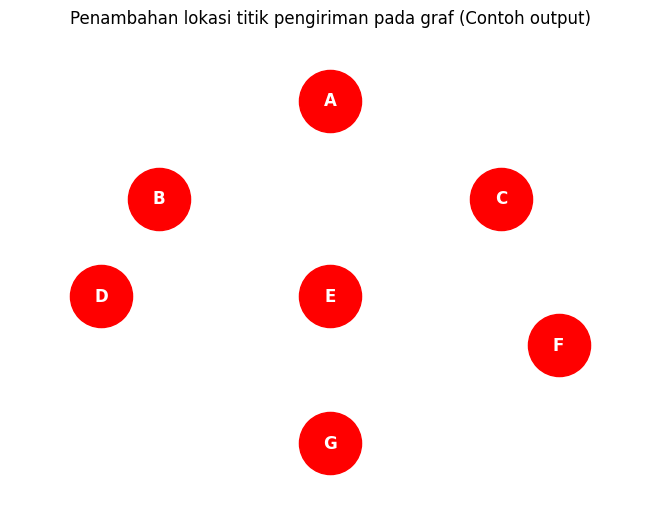 Penambahan lokasi titik pengiriman pada graf (Contoh output)
A
B
C
D
E
F
G